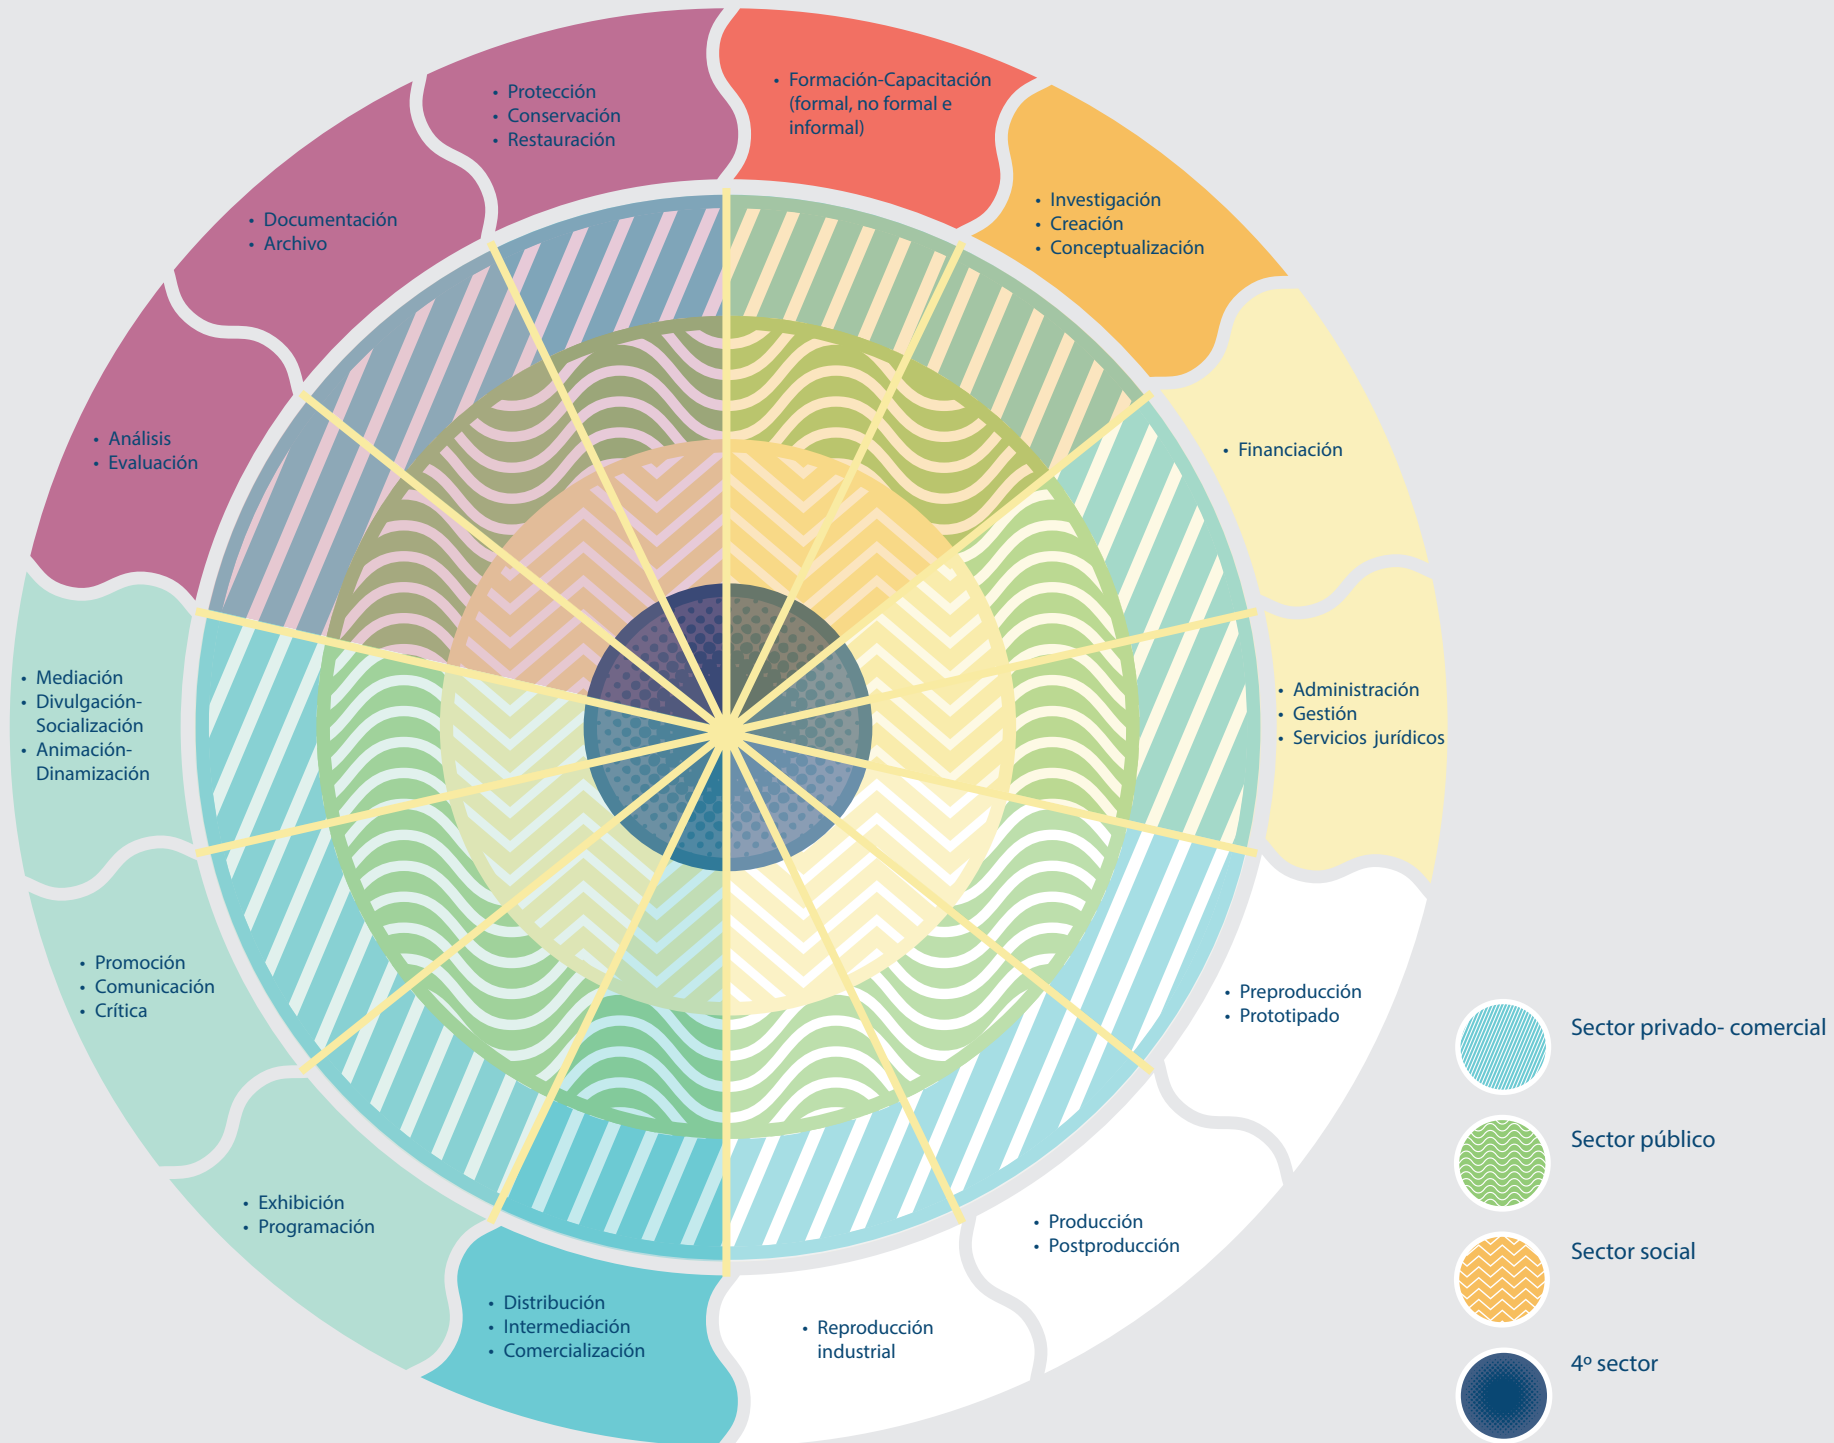 • Formación-Capacitación
(formal, no formal e
informal)
• Investigación
• Creación
• Conceptualización
• Financiación
• Administración
• Gestión
• Servicios jurídicos
• Preproducción
• Prototipado
• Producción
• Postproducción
• Reproducción
industrial
• Distribución
• Intermediación
• Comercialización
• Exhibición
• Programación
• Promoción
• Comunicación
• Crítica
• Mediación
• Divulgación-
Socialización
• Animación-
Dinamización
• Análisis
• Evaluación
• Documentación
• Archivo
• Protección
• Conservación
• Restauración
Sector privado- comercial
Sector público
Sector social
4º sector